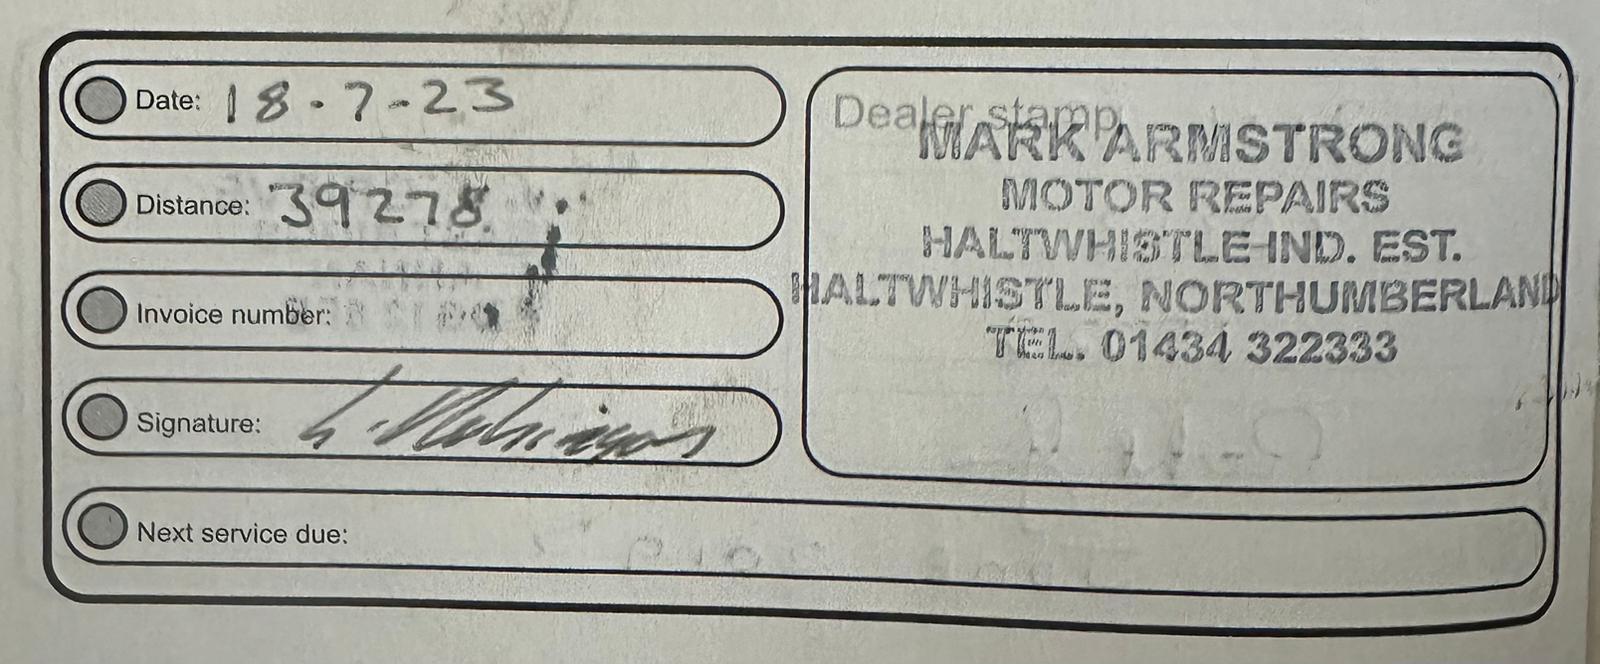 Date: 18-7-23
Distance: 39278
Invoice number:
Signature:
Next service due:
Dealer stamp
MARK ARMSTRONG
MOTOR REPAIRS
HALTWHISTLE IND. EST.
HALTWHISTLE, NORTHUMBERLAND
TEL. 01434 322333